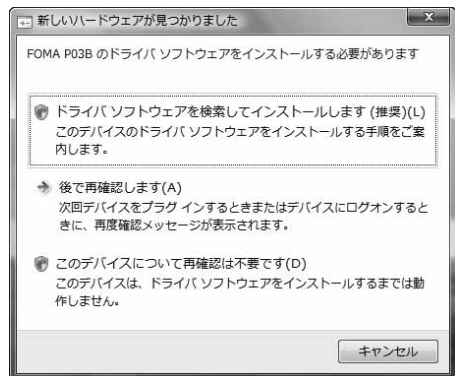 新しいハードウェアが見つかりました
FOMA P03B のドライバ ソフトウェアをインストールする必要があります
ドライバ ソフトウェアを検索してインストールします (推奨)(L)
このデバイスのドライバ ソフトウェアをインストールする手順をご案
内します。
後で再確認します(A)
次回デバイスをプラグ インするときまたはデバイスにログオンすると
きに、再度確認メッセージが表示されます。
このデバイスについて再確認は不要です(D)
このデバイスは、ドライバ ソフトウェアをインストールするまでは動
作しません。
キャンセル